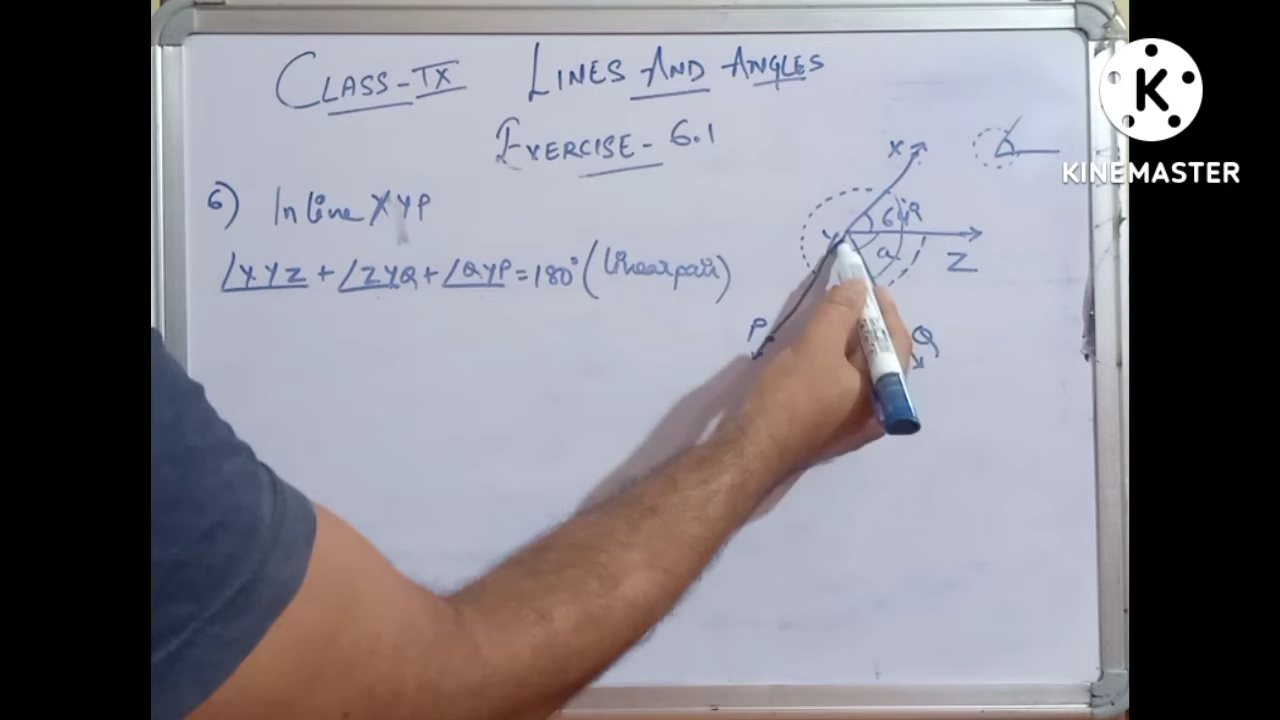 CLASS-IX LINES AND ANGLES
EXERCISE-6.1
6) In line XYP
∠XYZ + ∠ZYQ + ∠QYP = 180° (linear pair)
X
64°
Y
a
Z
P
Q
K
KINEMASTER